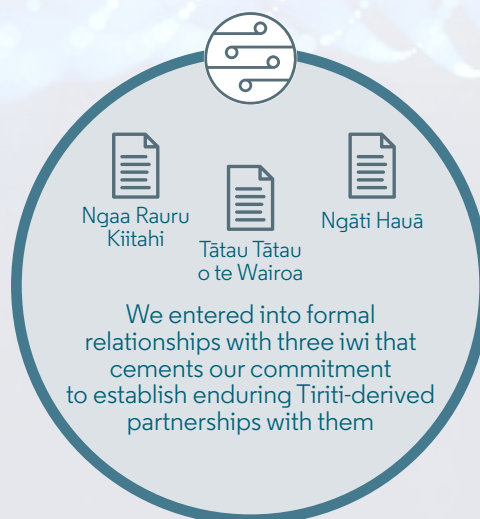 Ngaa Rauru
Kiitahi
Tātau Tātau
o te Wairoa
Ngāti Hauā
We entered into formal
relationships with three iwi that
cements our commitment
to establish enduring Tiriti-derived
partnerships with them